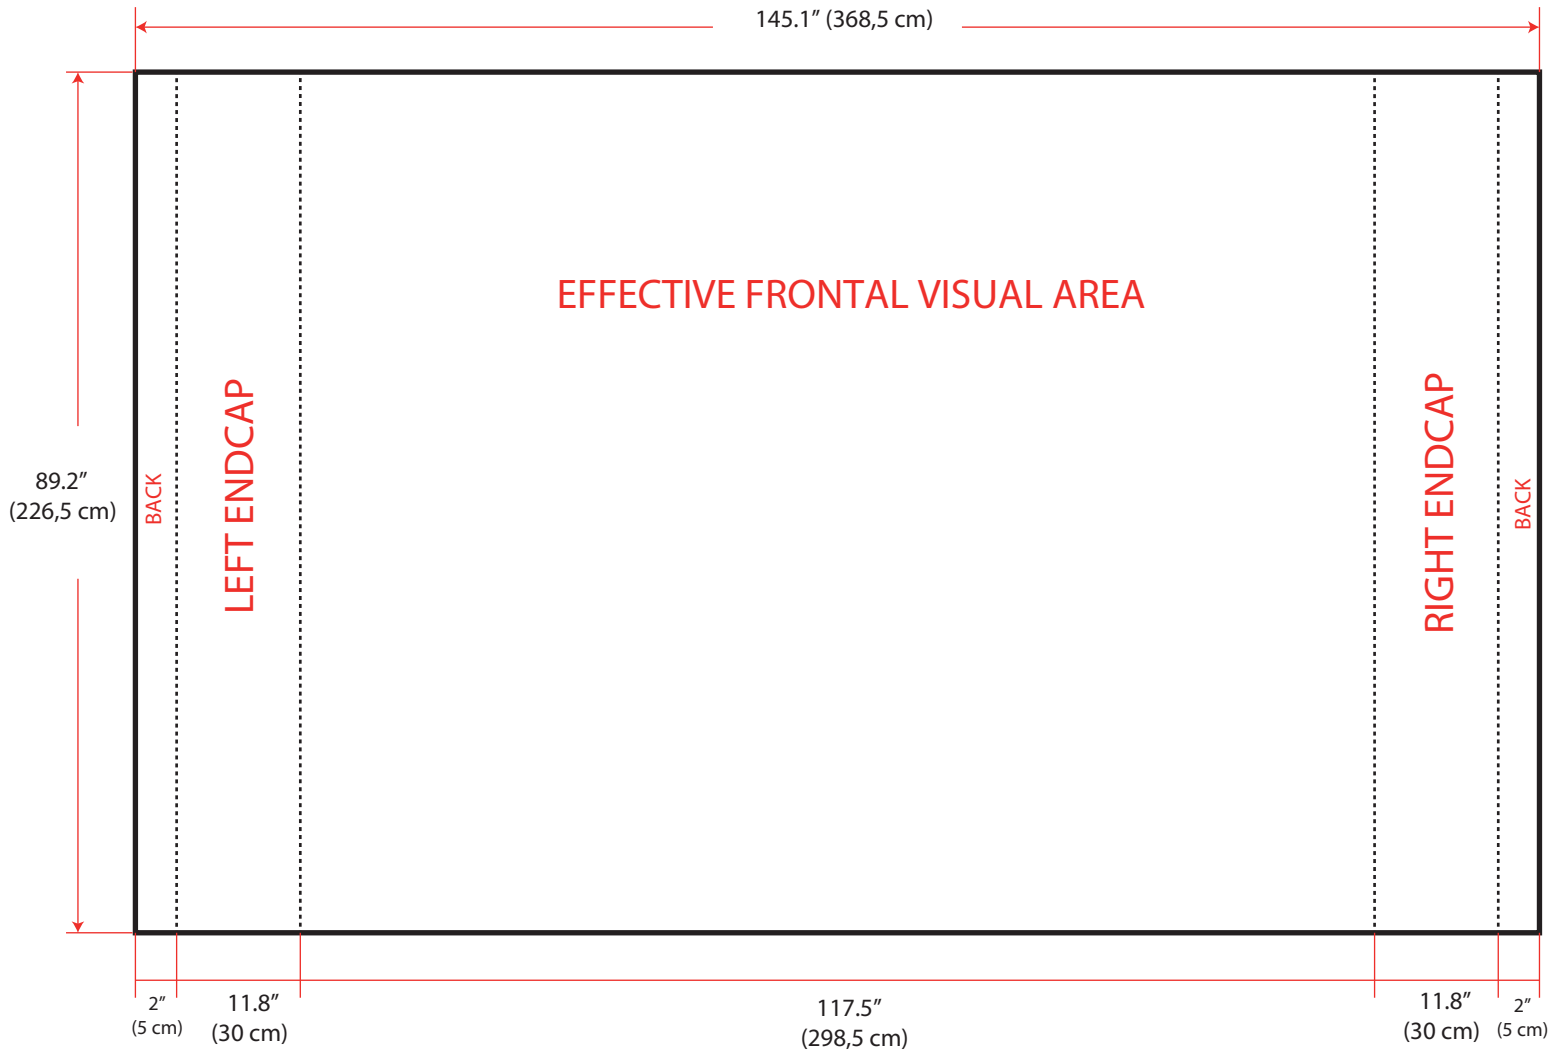 145.1” (368,5 cm)
EFFECTIVE FRONTAL VISUAL AREA
LEFT ENDCAP
RIGHT ENDCAP
89.2”
(226,5 cm)
BACK
BACK
2”
(5 cm)
11.8”
(30 cm)
117.5”
(298,5 cm)
11.8”
(30 cm)
2”
(5 cm)